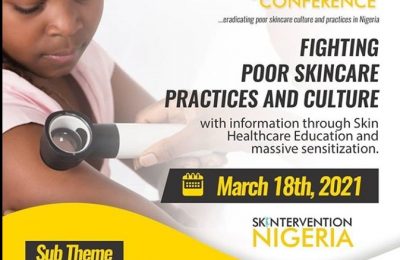 CONFERENCE
...eradicating poor skincare culture and practices in Nigeria
FIGHTING
POOR SKINCARE
PRACTICES AND CULTURE
with information through Skin
Healthcare Education and
massive sensitization.
March 18th, 2021
SKINTERVENTION
NIGERIA
Sub Theme